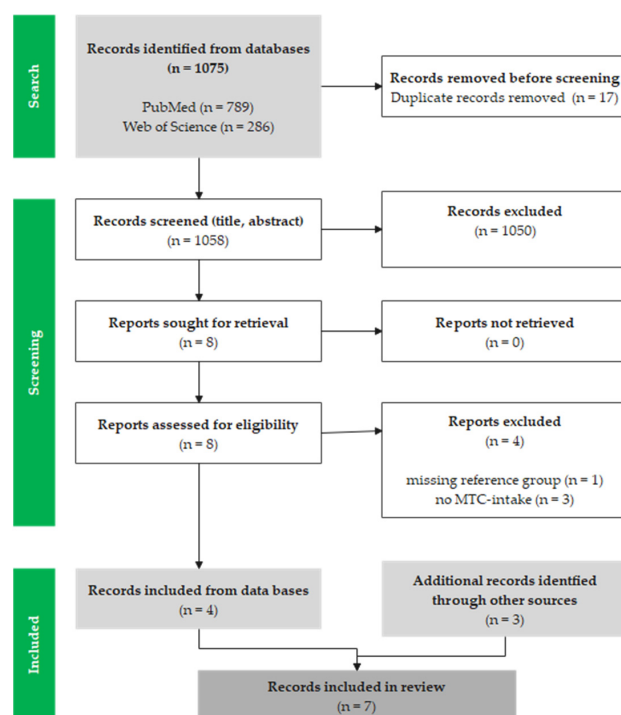 Search
Records identified from databases
(n = 1075)
PubMed (n = 789)
Web of Science (n = 286)
Records removed before screening
Duplicate records removed (n = 17)
Screening
Records screened (title, abstract)
(n = 1058)
Records excluded
(n = 1050)
Reports sought for retrieval
(n = 8)
Reports not retrieved
(n = 0)
Reports assessed for eligibility
(n = 8)
Reports excluded
(n = 4)
missing reference group (n = 1)
no MTC-intake (n = 3)
Included
Records included from data bases
(n = 4)
Additional records identfied
through other sources
(n = 3)
Records included in review
(n = 7)